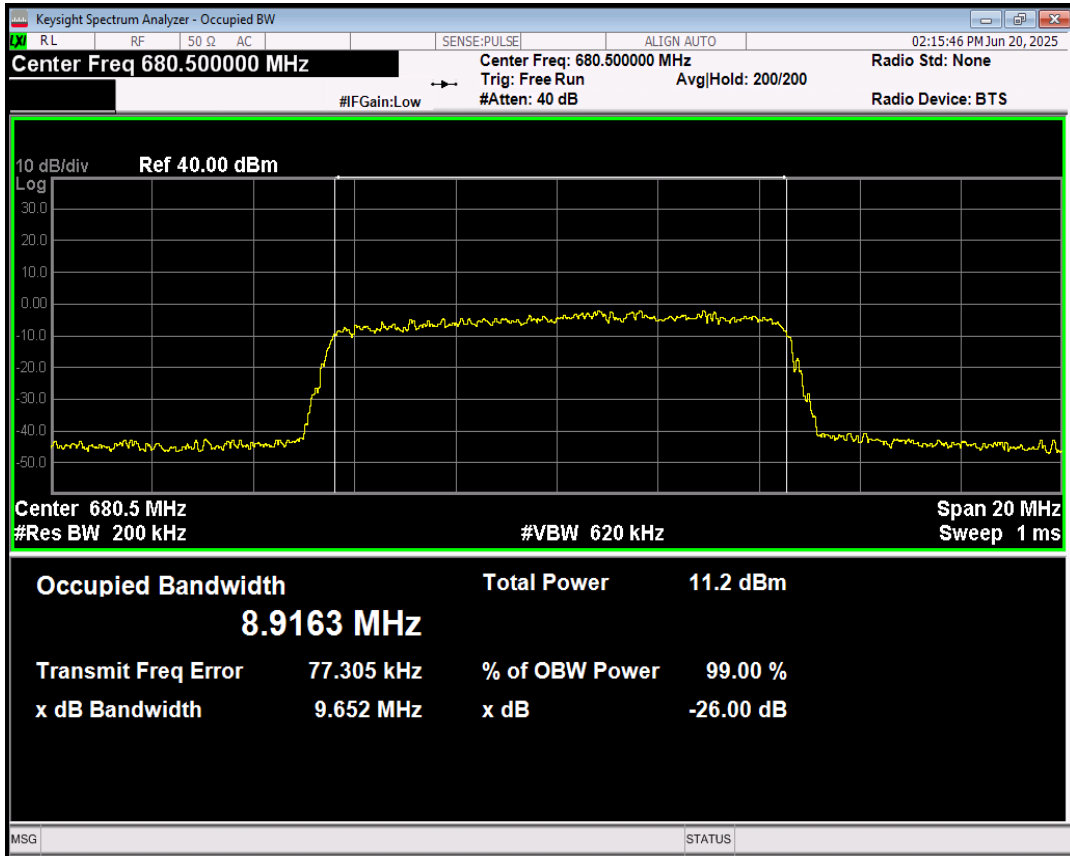 Keysight Spectrum Analyzer - Occupied BW
LXI RL RF 50 Ω AC SENSE:PULSE ALIGN AUTO 02:15:46 PM Jun 20, 2025
Center Freq 680.500000 MHz Center Freq: 680.500000 MHz Radio Std: None
Trig: Free Run Avg|Hold: 200/200
#IFGain:Low #Atten: 40 dB Radio Device: BTS
10 dB/div Ref 40.00 dBm
Log
30.0
20.0
10.0
0.00
-10.0
-20.0
-30.0
-40.0
-50.0
Center 680.5 MHz Span 20 MHz
#Res BW 200 kHz #VBW 620 kHz Sweep 1 ms
Occupied Bandwidth Total Power 11.2 dBm
8.9163 MHz
Transmit Freq Error 77.305 kHz % of OBW Power 99.00 %
x dB Bandwidth 9.652 MHz x dB -26.00 dB
MSG STATUS